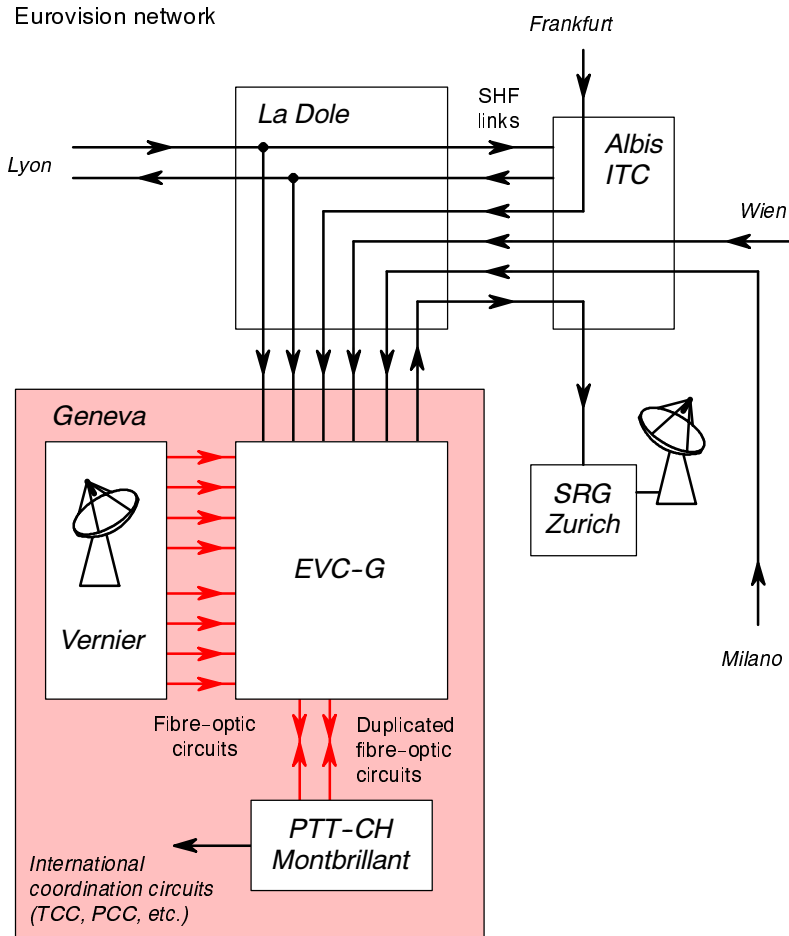 Eurovision network
Frankfurt
La Dole
SHF
links
Albis
ITC
Lyon
Wien
Geneva
SRG
Zurich
EVC-G
Vernier
Milano
Fibre-optic
circuits
Duplicated
fibre-optic
circuits
PTT-CH
Montbrillant
International
coordination circuits
(TCC, PCC, etc.)